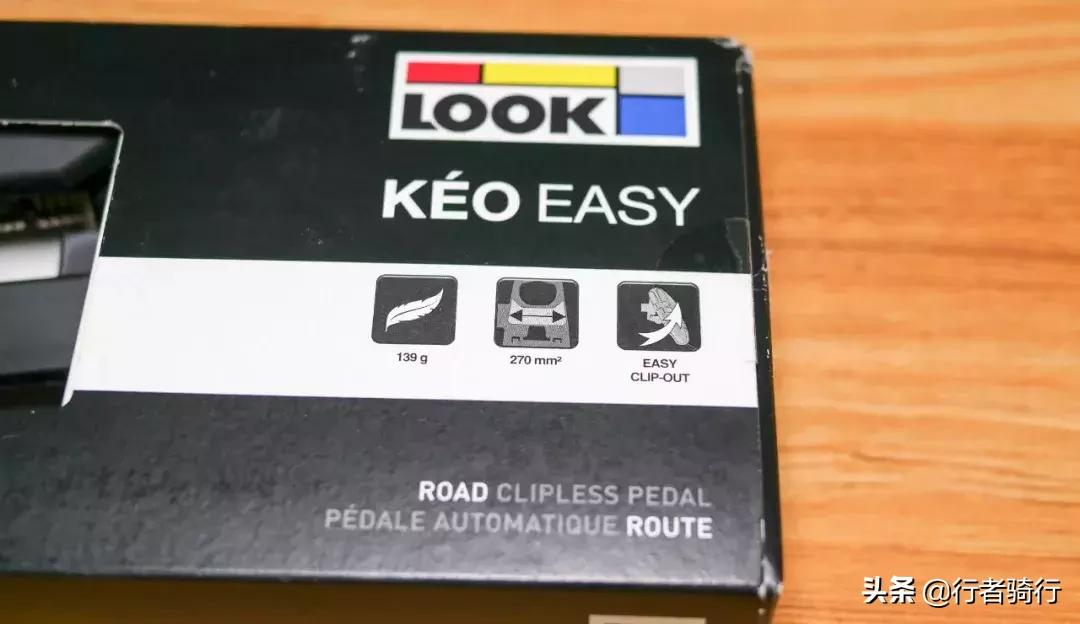 LOOK
KÉO EASY
139 g
270 mm²
EASY
CLIP-OUT
ROAD CLIPLESS PEDAL
PÉDALE AUTOMATIQUE ROUTE
头条 @行者骑行